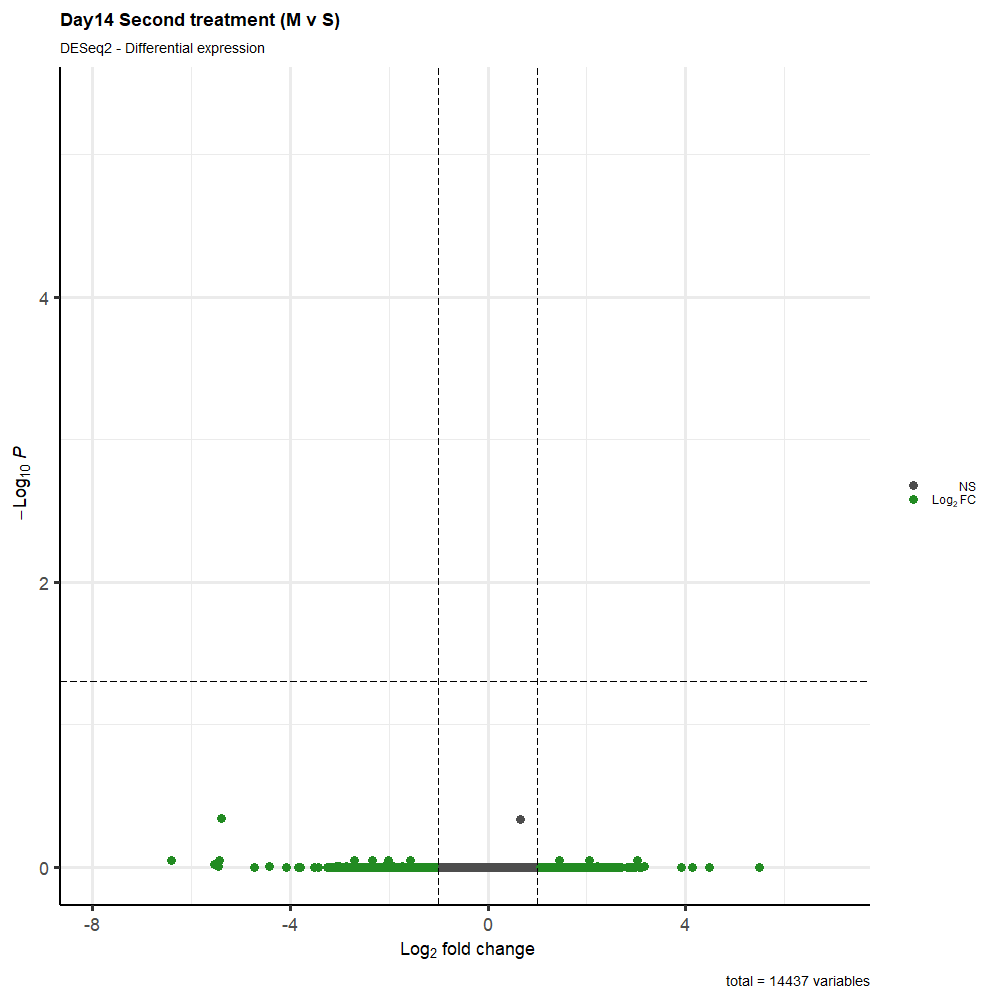 Day14 Second treatment (M v S)
DESeq2 - Differential expression
4
2
0
-Log10 P
-8
-4
0
4
Log2 fold change
NS
Log2 FC
total = 14437 variables